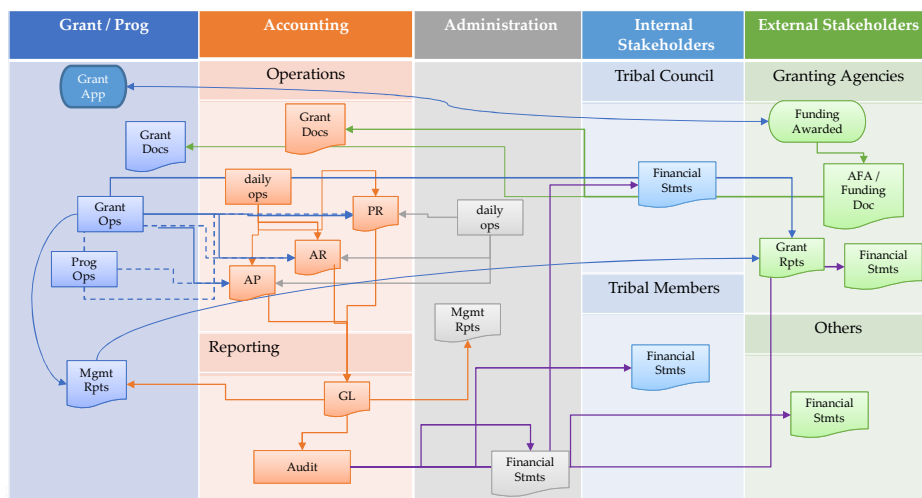 Grant / Prog
Accounting
Administration
Internal
Stakeholders
External Stakeholders
Operations
Tribal Council
Granting Agencies
Grant
App
Funding
Awarded
Grant
Docs
Grant
Docs
daily
ops
Financial
Stmts
AFA /
Funding
Doc
Grant
Ops
PR
daily
ops
AR
Grant
Rpts
Financial
Stmts
Prog
Ops
AP
Tribal Members
Mgmt
Rpts
Others
Reporting
Mgmt
Rpts
Financial
Stmts
GL
Financial
Stmts
Audit
Financial
Stmts